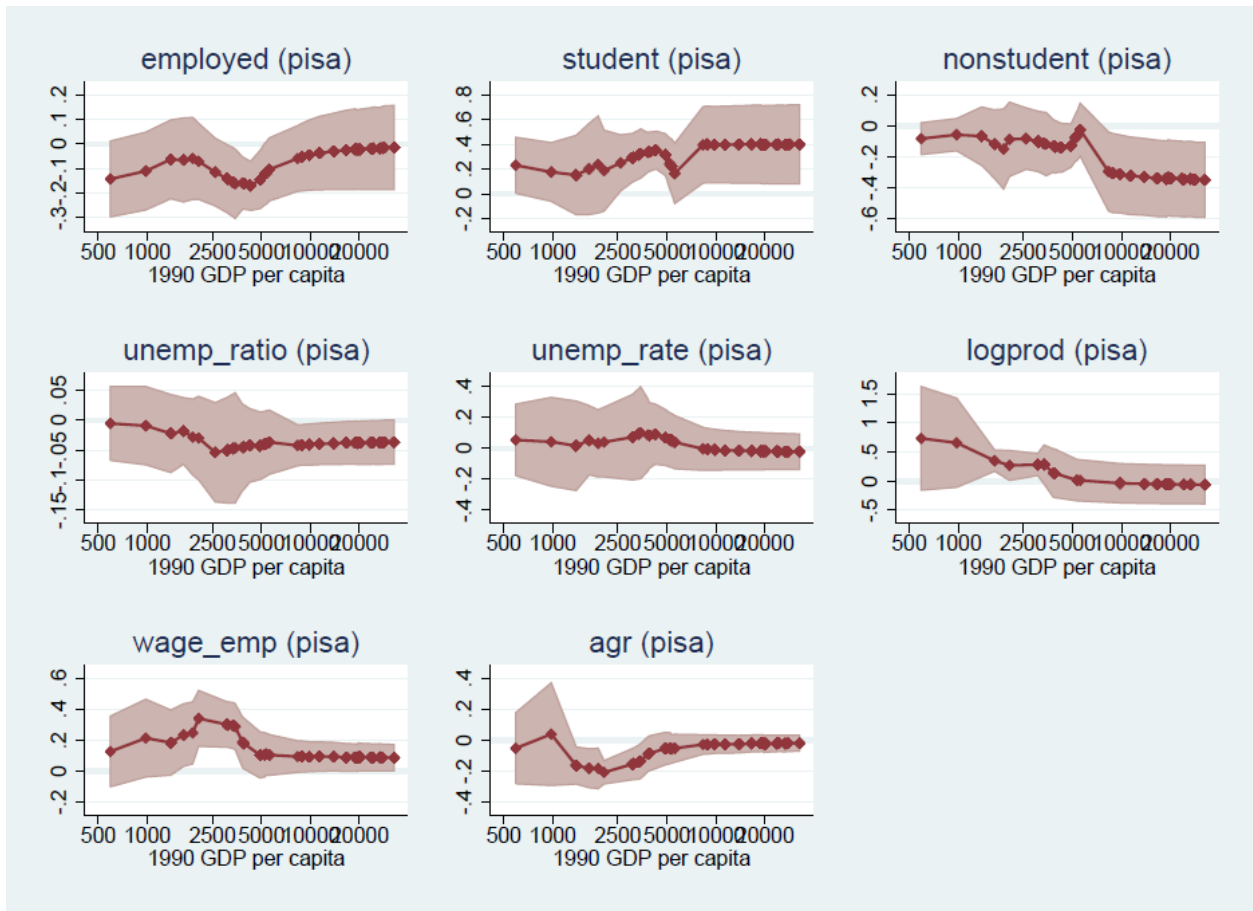 employed (pisa)
.2
.1
0
-.1
-.2
-.3
500 1000 2500 5000 10000 20000
1990 GDP per capita
student (pisa)
.8
.6
.4
.2
0
-.2
500 1000 2500 5000 10000 20000
1990 GDP per capita
nonstudent (pisa)
.2
0
-.2
-.4
-.6
500 1000 2500 5000 10000 20000
1990 GDP per capita
unemp_ratio (pisa)
.05
0
-.05
-.1
-.15
500 1000 2500 5000 10000 20000
1990 GDP per capita
unemp_rate (pisa)
.4
.2
0
-.2
-.4
500 1000 2500 5000 10000 20000
1990 GDP per capita
logprod (pisa)
1.5
1
.5
0
-.5
500 1000 2500 5000 10000 20000
1990 GDP per capita
wage_emp (pisa)
.6
.4
.2
0
-.2
500 1000 2500 5000 10000 20000
1990 GDP per capita
agr (pisa)
.4
.2
0
-.2
-.4
500 1000 2500 5000 10000 20000
1990 GDP per capita